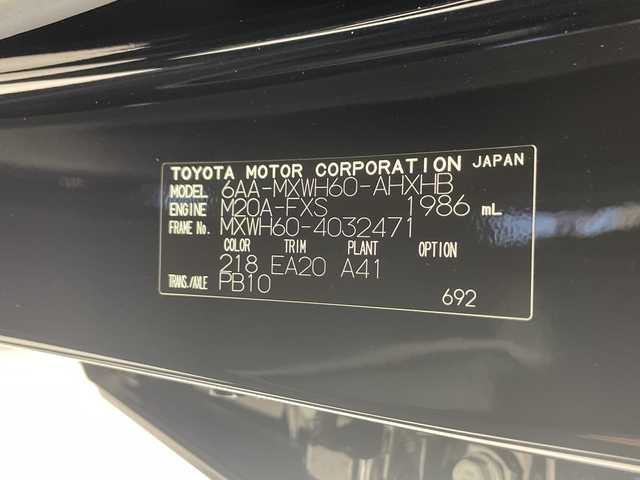 TOYOTA MOTOR CORPORATION JAPAN
MODEL 6AA-MXWH60-AHXHB
ENGINE M20A-FXS 1986 mL
FRAME No. MXWH60-4032471
COLOR TRIM PLANT OPTION
218 EA20 A41
TRANS./AXLE PB10
692